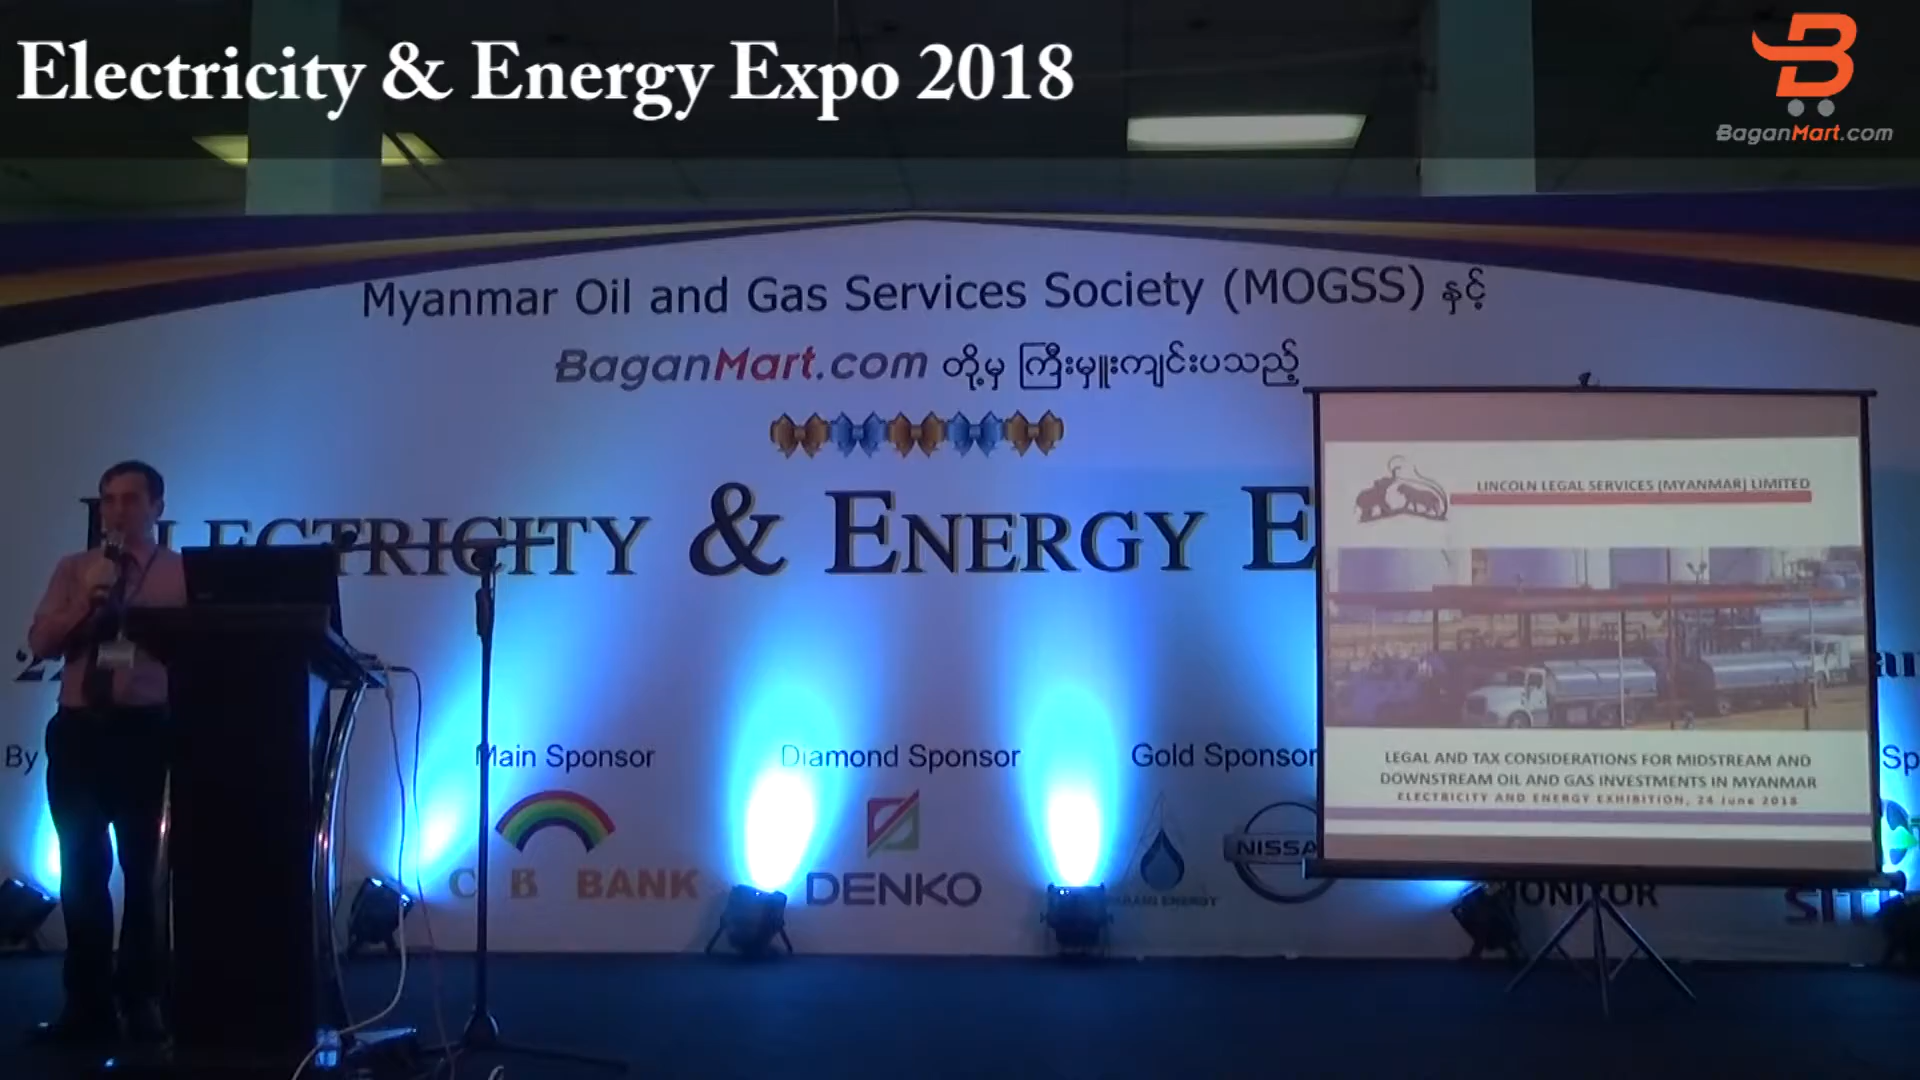 Electricity & Energy Expo 2018
BaganMart.com
Myanmar Oil and Gas Services Society (MOGSS) နှင့်
BaganMart.com တို့မှ ကြီးမှူးကျင်းပသည့်
ELECTRICITY & ENERGY E
LINCOLN LEGAL SERVICES (MYANMAR) LIMITED
LEGAL AND TAX CONSIDERATIONS FOR MIDSTREAM AND
DOWNSTREAM OIL AND GAS INVESTMENTS IN MYANMAR
ELECTRICITY AND ENERGY EXHIBITION, 24 June 2018
By
Main Sponsor
Diamond Sponsor
Gold Sponsor
Sp
CB BANK
DENKO
NISSA